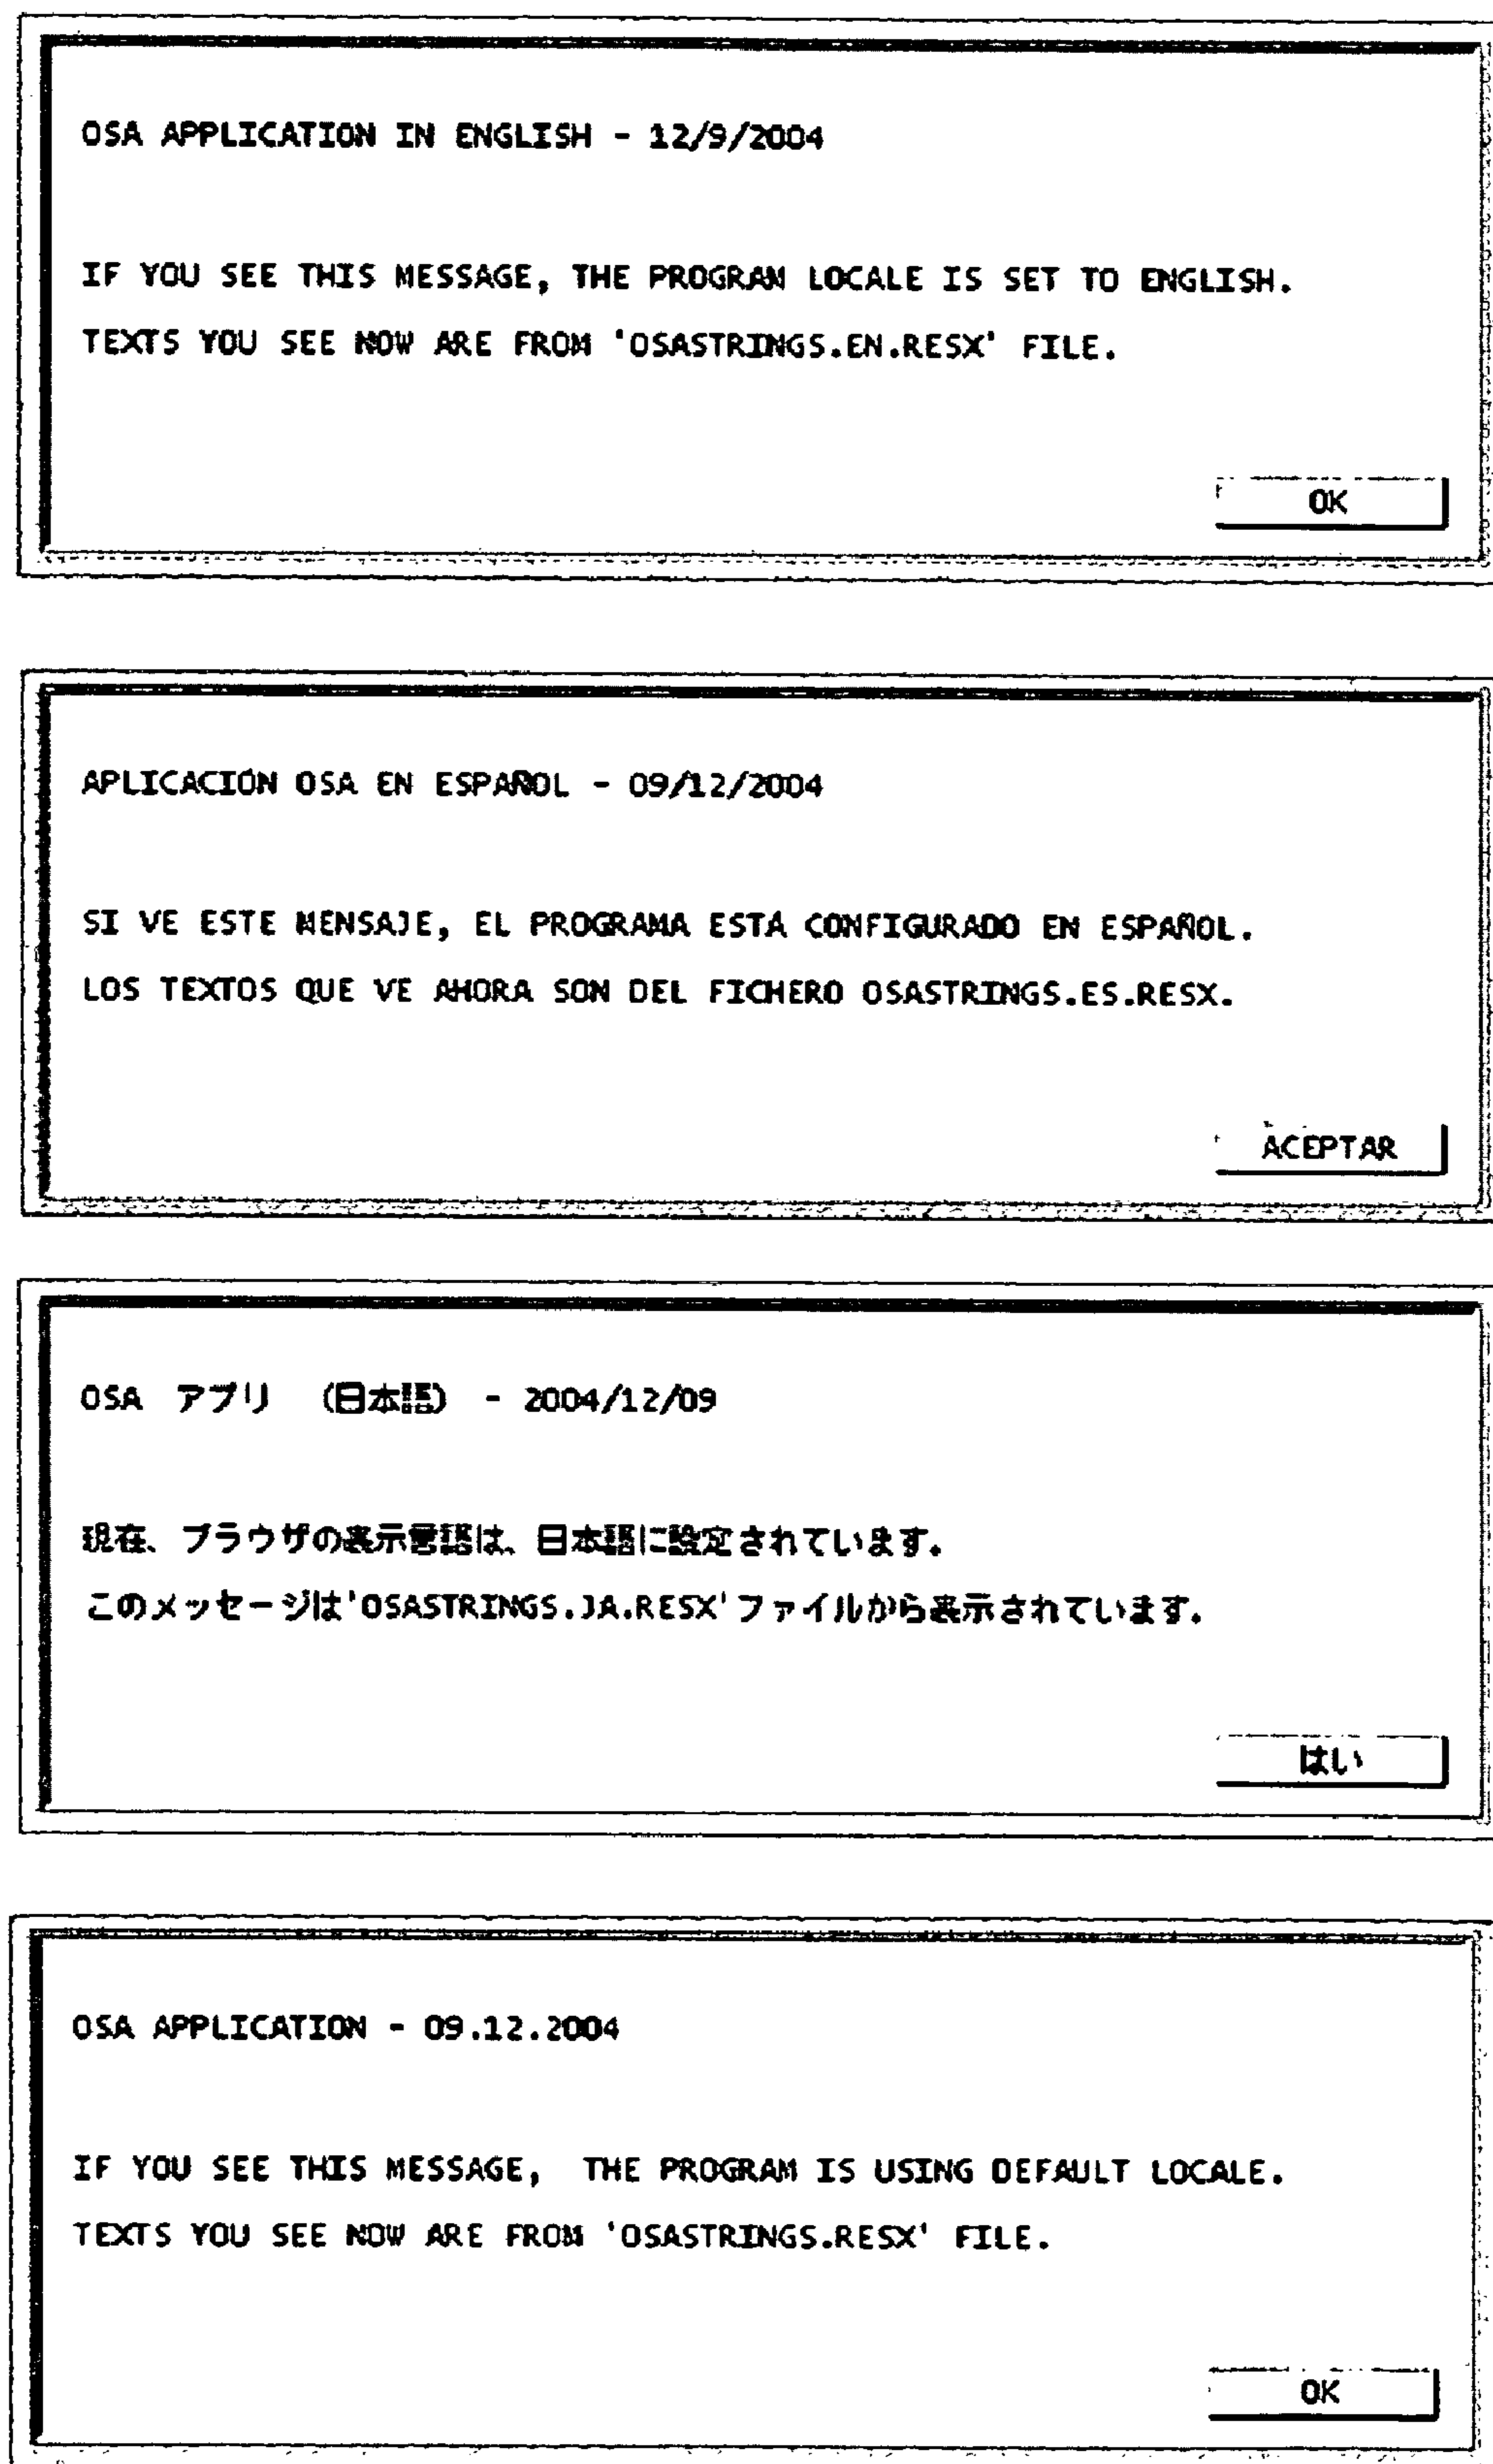 OSA APPLICATION IN ENGLISH - 12/9/2004
IF YOU SEE THIS MESSAGE, THE PROGRAM LOCALE IS SET TO ENGLISH.
TEXTS YOU SEE NOW ARE FROM 'OSASTRINGS.EN.RESX' FILE.
OK
APLICACIÓN OSA EN ESPAÑOL - 09/12/2004
SI VE ESTE MENSAJE, EL PROGRAMA ESTÁ CONFIGURADO EN ESPAÑOL.
LOS TEXTOS QUE VE AHORA SON DEL FICHERO OSASTRINGS.ES.RESX.
ACEPTAR
OSA アプリ (日本語) - 2004/12/09
現在、ブラウザの表示言語は、日本語に設定されています.
このメッセージは'OSASTRINGS.JA.RESX'ファイルから表示されています.
はい
OSA APPLICATION - 09.12.2004
IF YOU SEE THIS MESSAGE, THE PROGRAM IS USING DEFAULT LOCALE.
TEXTS YOU SEE NOW ARE FROM 'OSASTRINGS.RESX' FILE.
OK